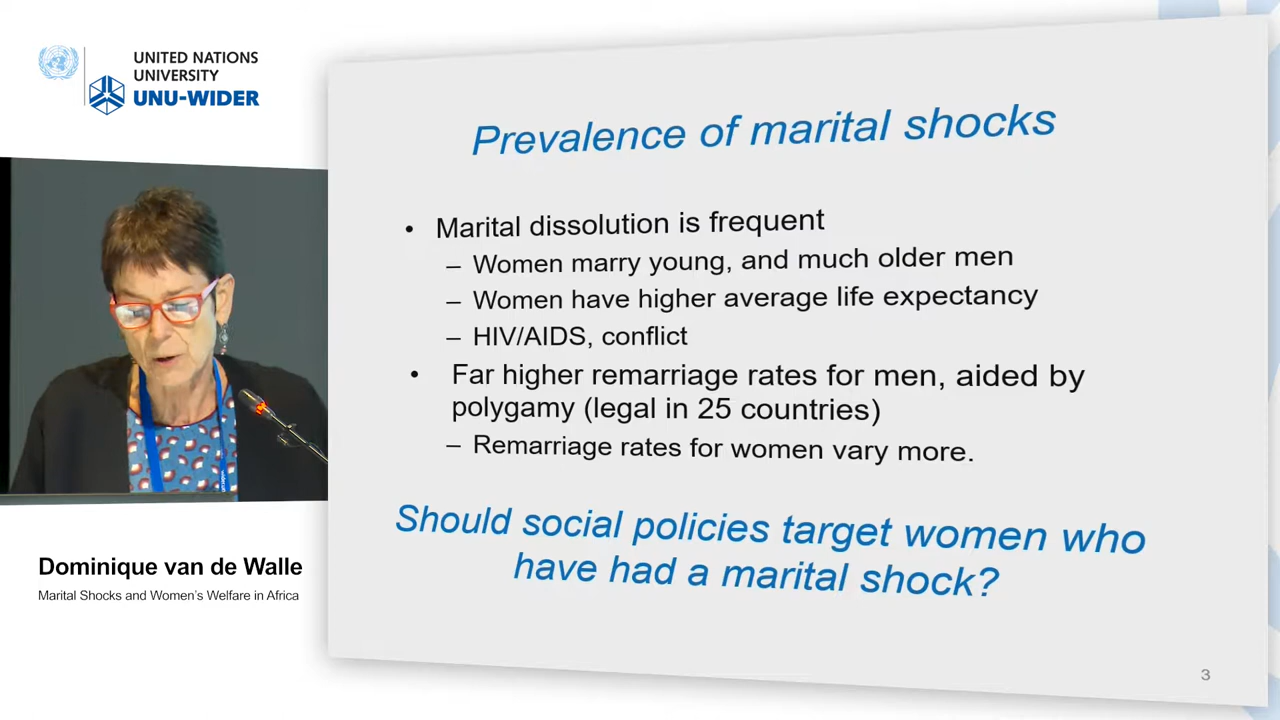 UNITED NATIONS
UNIVERSITY
UNU-WIDER
Prevalence of marital shocks
• Marital dissolution is frequent
– Women marry young, and much older men
– Women have higher average life expectancy
– HIV/AIDS, conflict
• Far higher remarriage rates for men, aided by
polygamy (legal in 25 countries)
– Remarriage rates for women vary more.
Should social policies target women who
have had a marital shock?
3
Dominique van de Walle
Marital Shocks and Women's Welfare in Africa